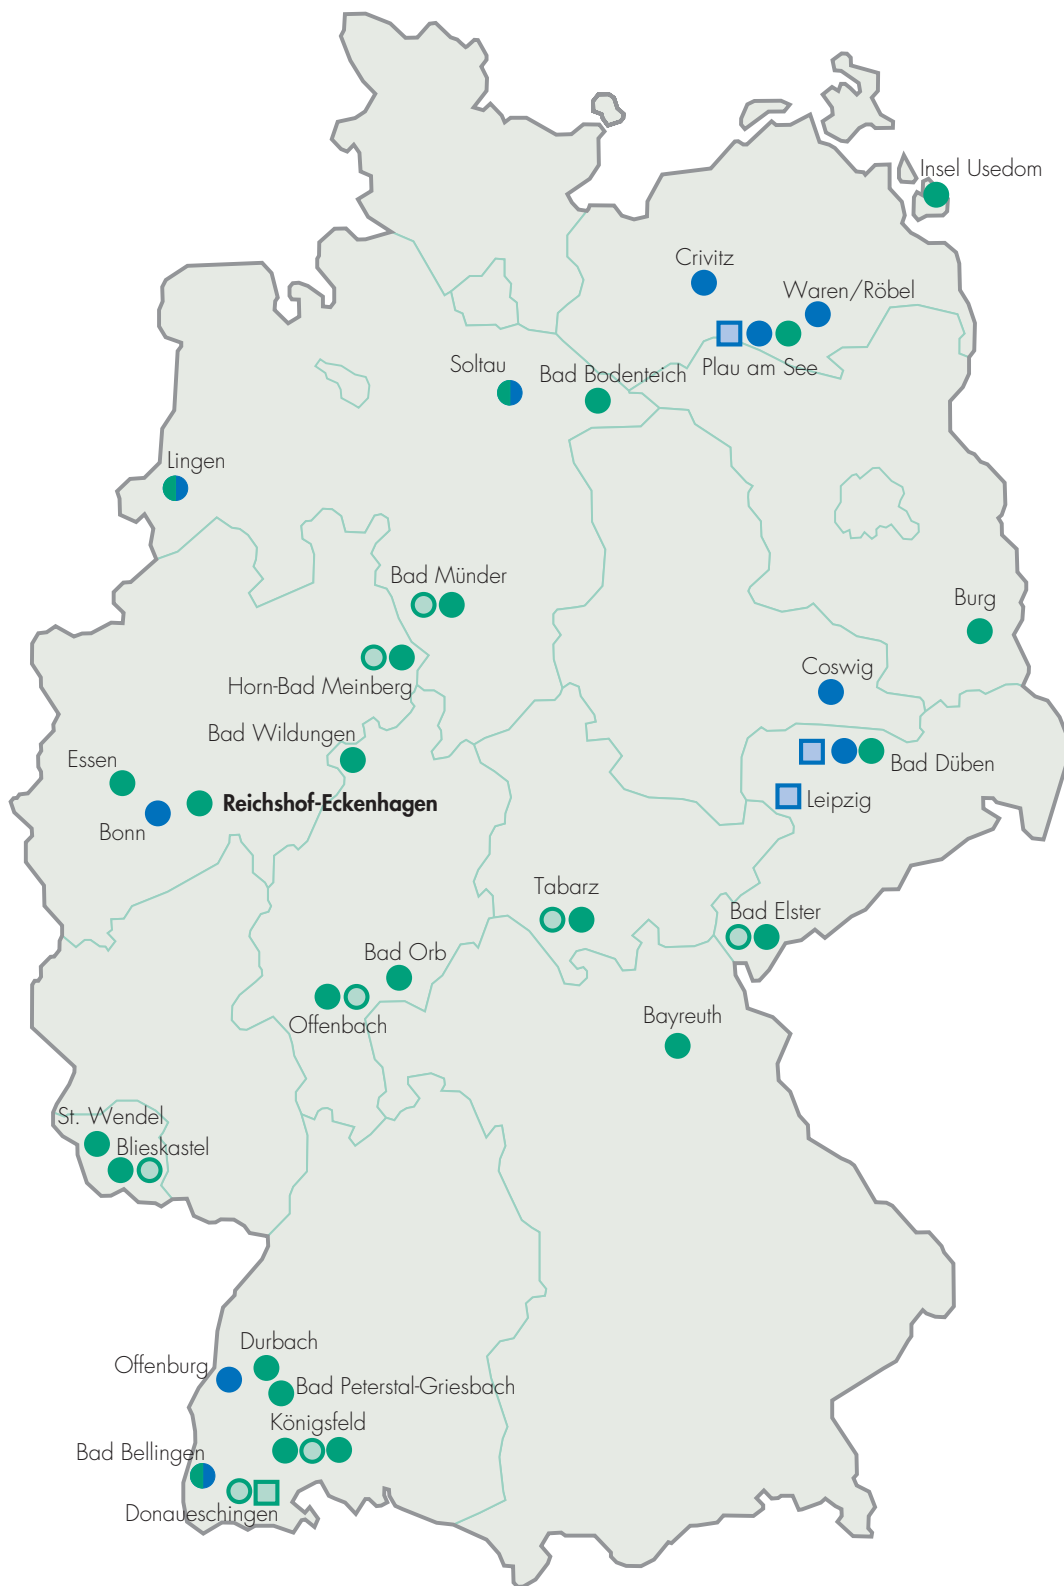 Insel Usedom
Crivitz
Waren/Röbel
Plau am See
Soltau
Bad Bodenteich
Lingen
Bad Münder
Burg
Horn-Bad Meinberg
Coswig
Bad Wildungen
Bad Düben
Essen
Reichshof-Eckenhagen
Leipzig
Bonn
Tabarz
Bad Elster
Bad Orb
Offenbach
Bayreuth
St. Wendel
Blieskastel
Durbach
Offenburg
Bad Peterstal-Griesbach
Königsfeld
Bad Bellingen
Donaueschingen